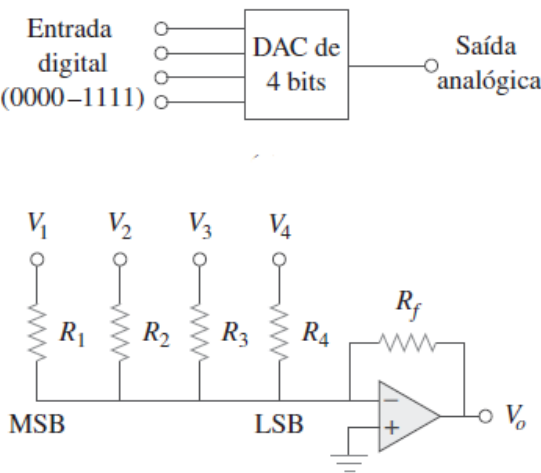 Entrada
digital
(0000–1111)
DAC de
4 bits
Saída
analógica
V₁ V₂ V₃ V₄
R₁ R₂ R₃ R₄
R_f
MSB LSB
−
+
Vₒ